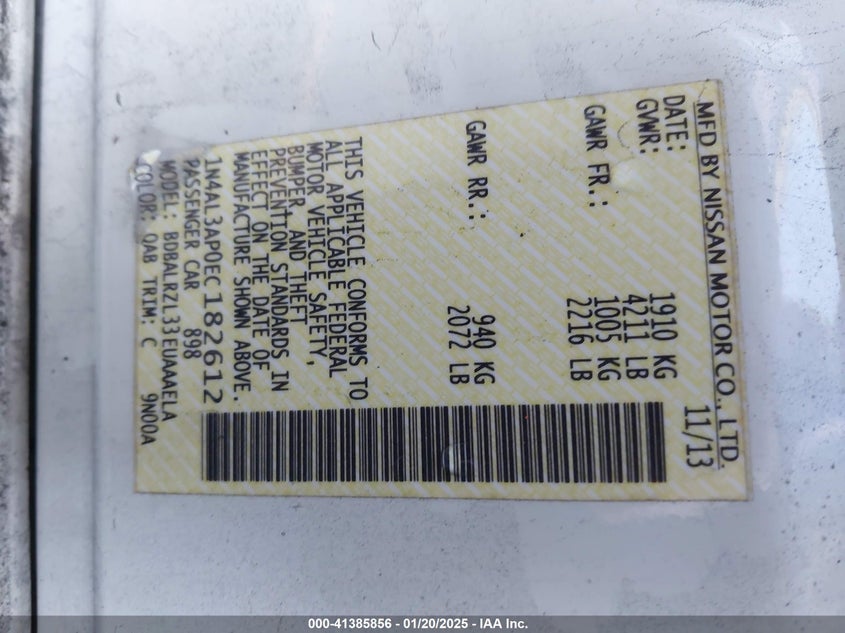 MFD BY NISSAN MOTOR CO., LTD.
DATE: 11/13
GVWR: 1910 KG
4211 LB
GAWR FR.: 1005 KG
2216 LB
GAWR RR.: 940 KG
2072 LB
THIS VEHICLE CONFORMS TO
ALL APPLICABLE FEDERAL
MOTOR VEHICLE SAFETY,
BUMPER AND THEFT
PREVENTION STANDARDS IN
EFFECT ON THE DATE OF
MANUFACTURE SHOWN ABOVE.
1N4AL3AP0EC182612
PASSENGER CAR 898
MODEL: BDBALRZL33EUAAAELA
COLOR: QAB TRIM: C 9N00A
000-41385856 - 01/20/2025 - IAA Inc.